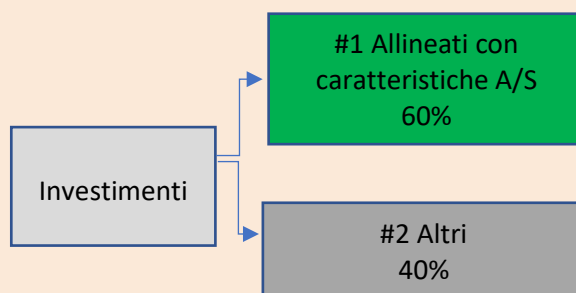 #1 Allineati con
caratteristiche A/S
60%
Investimenti
#2 Altri
40%